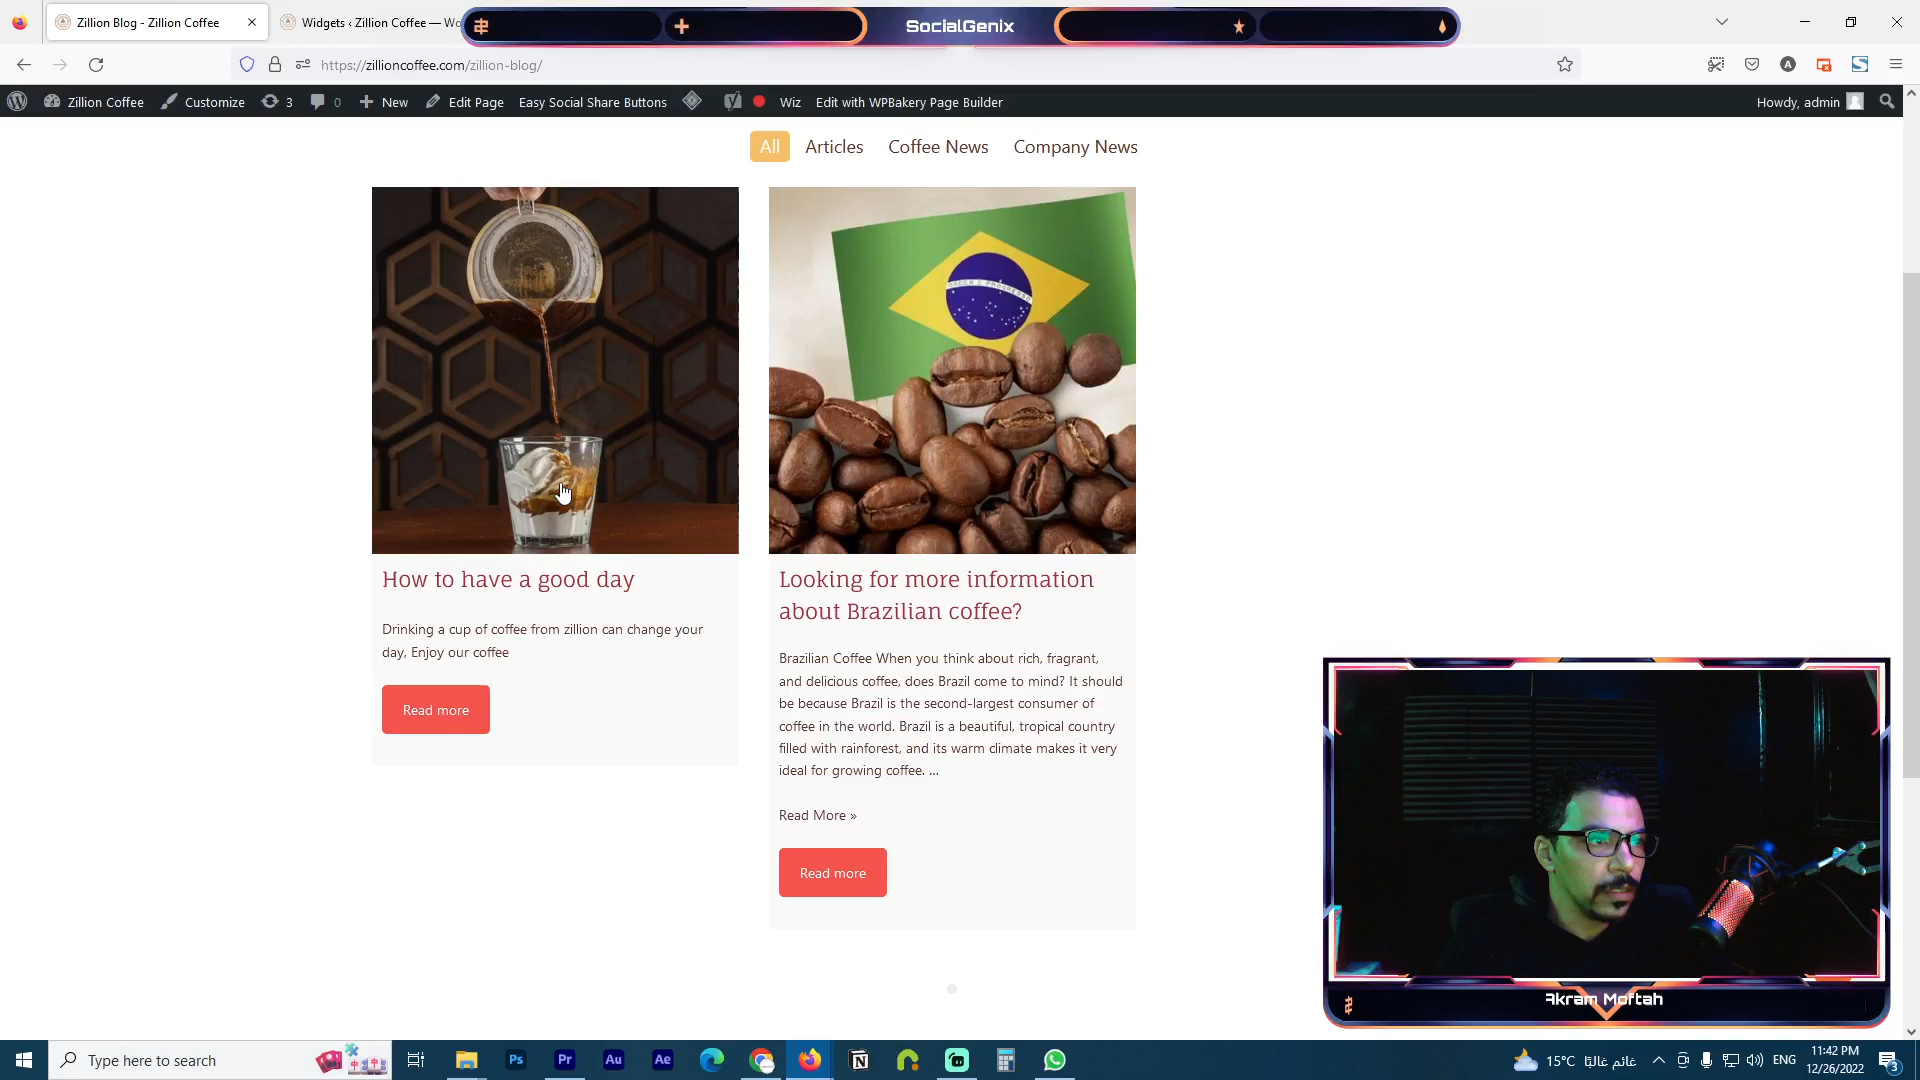 Zillion Blog - Zillion Coffee
Widgets ‹ Zillion Coffee — Wo
SocialGenix
https://zillioncoffee.com/zillion-blog/
Zillion Coffee
Customize
3
0
New
Edit Page
Easy Social Share Buttons
Wiz
Edit with WPBakery Page Builder
Howdy, admin
All
Articles
Coffee News
Company News
How to have a good day
Drinking a cup of coffee from zillion can change your
day, Enjoy our coffee
Read more
Looking for more information
about Brazilian coffee?
Brazilian Coffee When you think about rich, fragrant,
and delicious coffee, does Brazil come to mind? It should
be because Brazil is the second-largest consumer of
coffee in the world. Brazil is a beautiful, tropical country
filled with rainforest, and its warm climate makes it very
ideal for growing coffee. ...
Read More »
Read more
Akram Moftah
Type here to search
Ps
Pr
Au
Ae
15°C غائم غالبًا
ENG
11:42 PM
12/26/2022
3